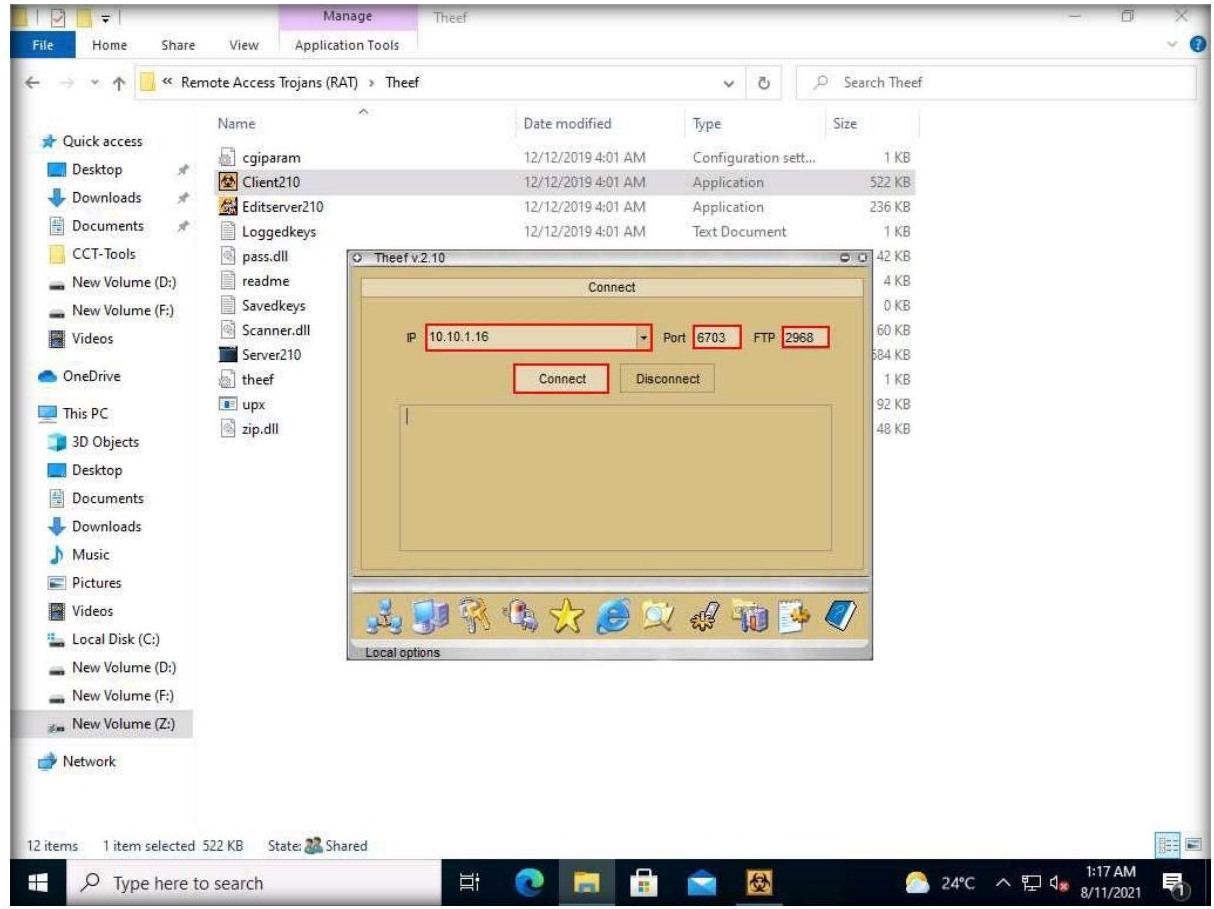 Manage Theef
File Home Share View Application Tools
« Remote Access Trojans (RAT) › Theef
Search Theef
Name Date modified Type Size
Quick access
Desktop
Downloads
Documents
CCT-Tools
New Volume (D:)
New Volume (F:)
Videos
OneDrive
This PC
3D Objects
Desktop
Documents
Downloads
Music
Pictures
Videos
Local Disk (C:)
New Volume (D:)
New Volume (F:)
New Volume (Z:)
Network
cgiparam 12/12/2019 4:01 AM Configuration sett... 1 KB
Client210 12/12/2019 4:01 AM Application 522 KB
Editserver210 12/12/2019 4:01 AM Application 236 KB
Loggedkeys 12/12/2019 4:01 AM Text Document 1 KB
pass.dll 42 KB
readme 4 KB
Savedkeys 0 KB
Scanner.dll 60 KB
Server210 584 KB
theef 1 KB
upx 92 KB
zip.dll 48 KB
Theef v.2.10
Connect
IP 10.10.1.16 Port 6703 FTP 2968
Connect Disconnect
Local options
12 items 1 item selected 522 KB State: Shared
Type here to search
24°C
1:17 AM
8/11/2021
1